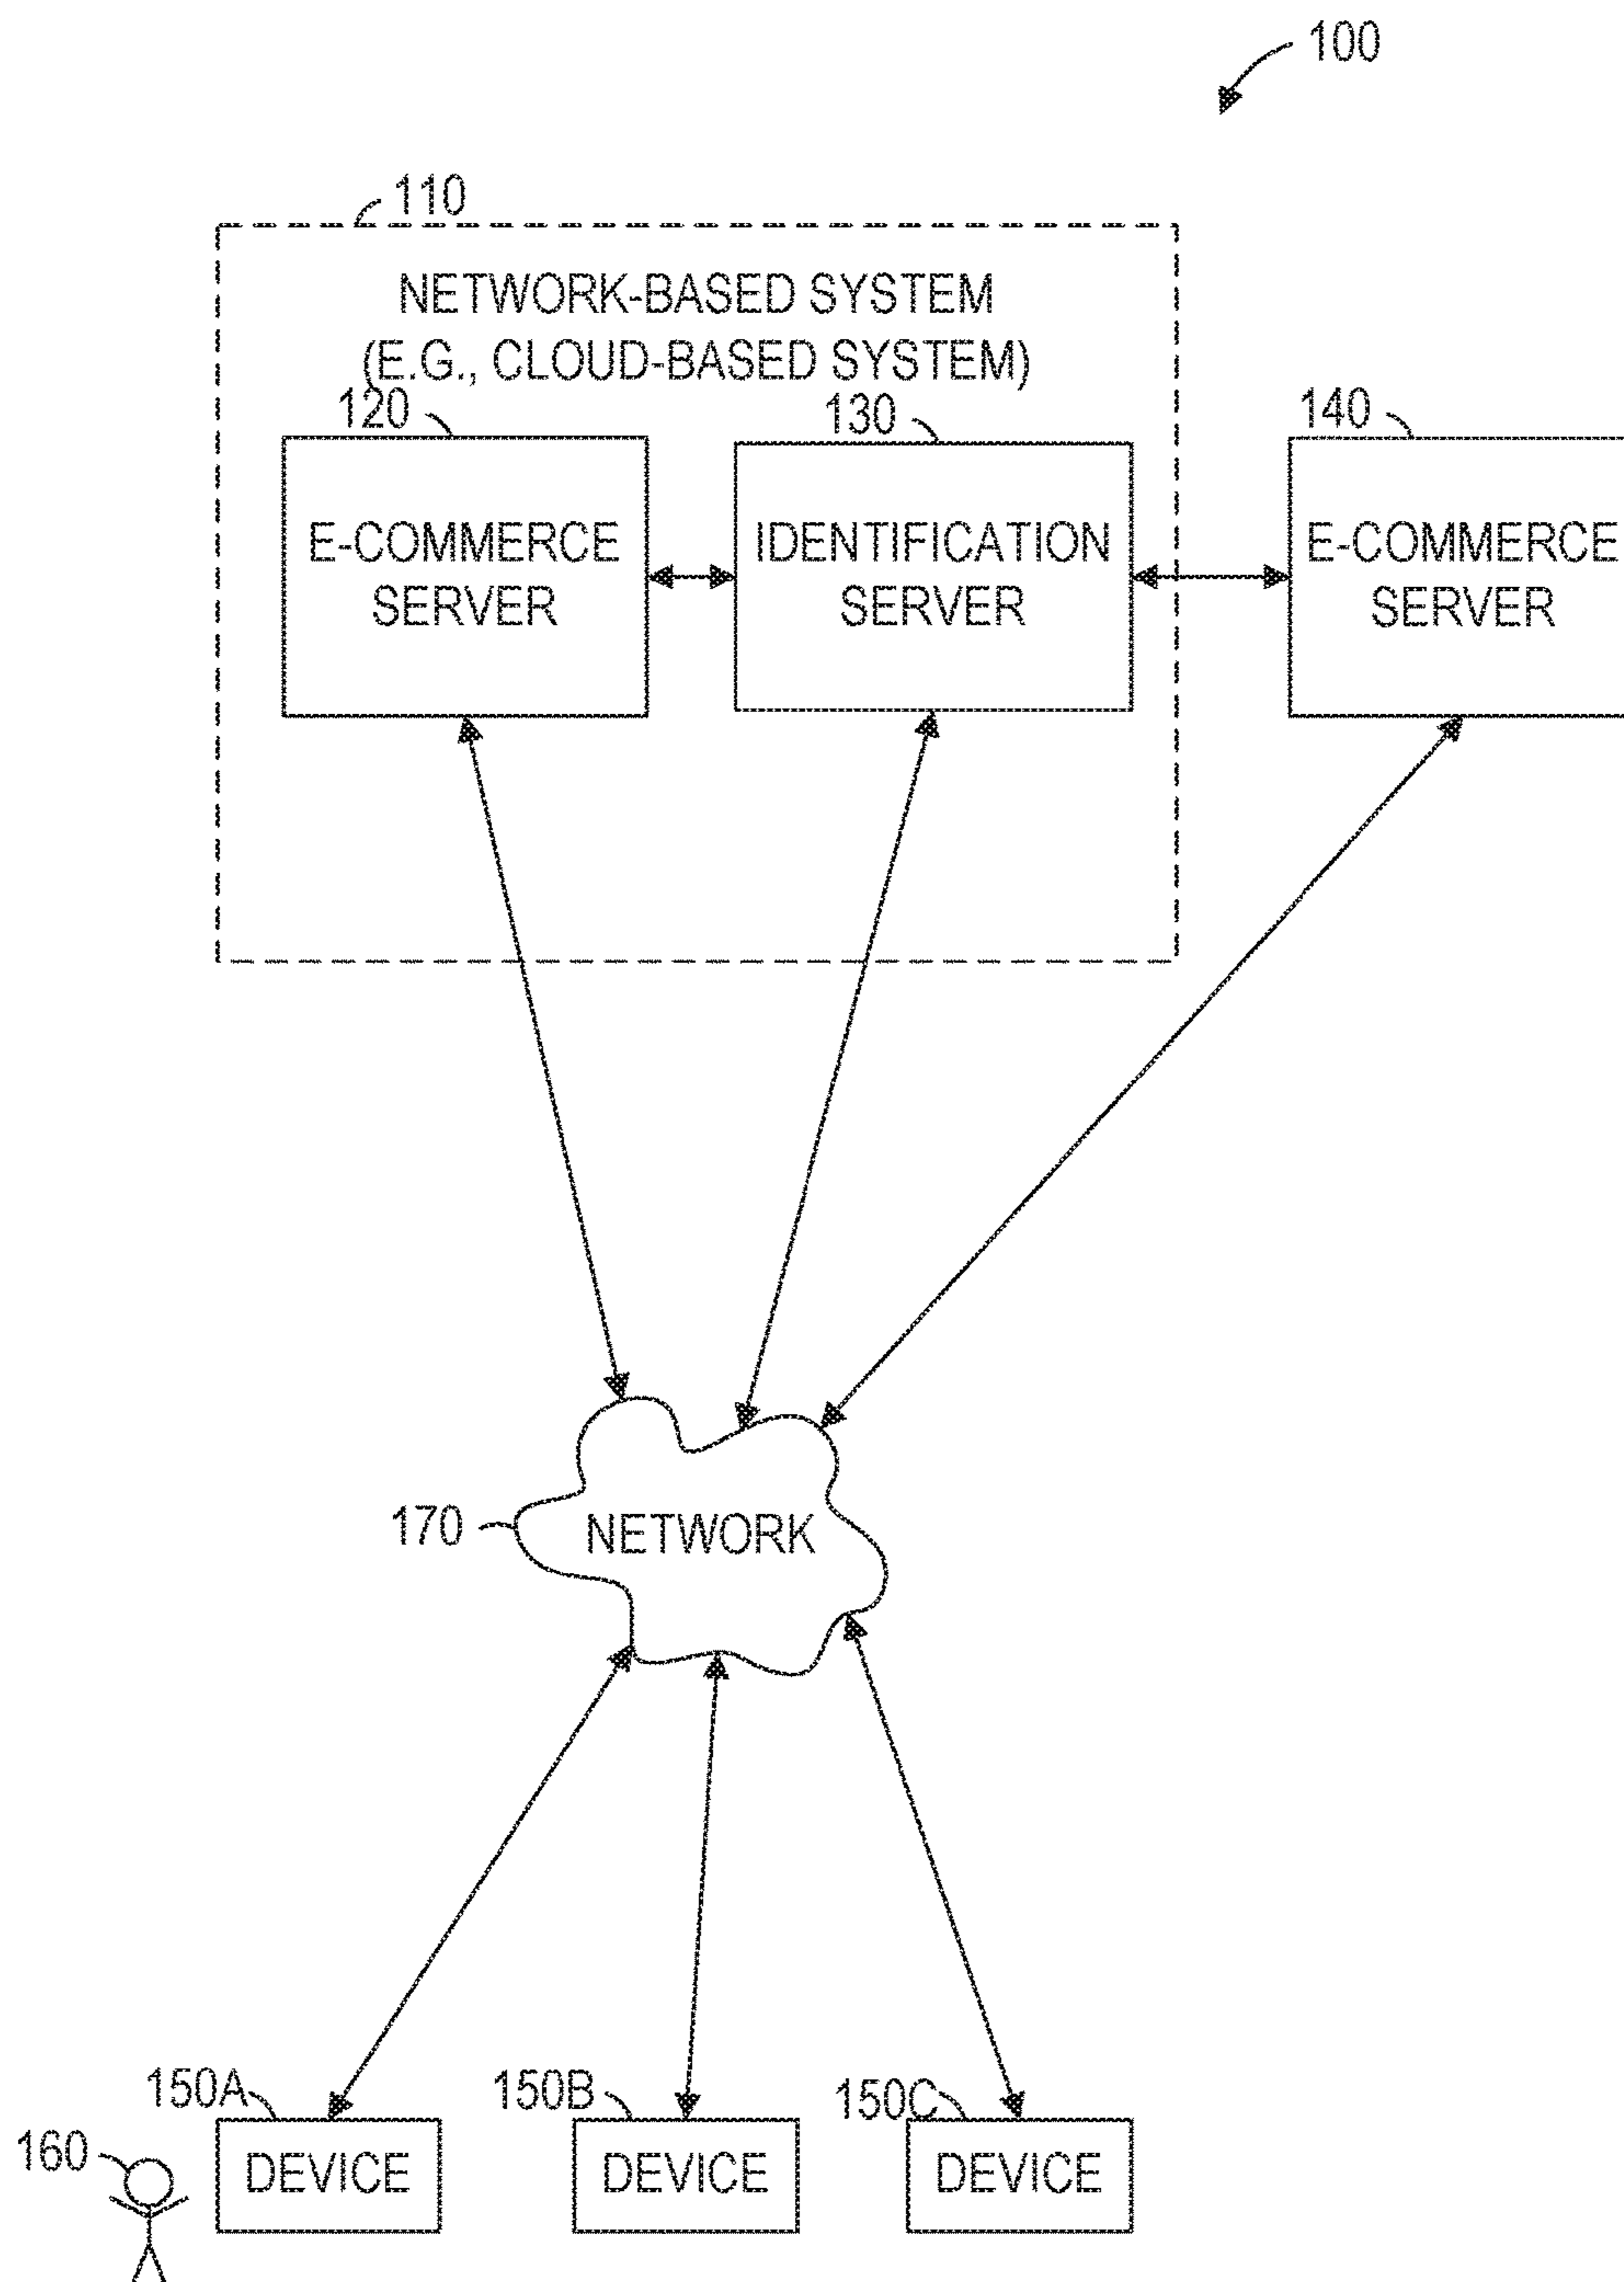 100
110
NETWORK-BASED SYSTEM
(E.G., CLOUD-BASED SYSTEM)
120
130
140
E-COMMERCE
SERVER
IDENTIFICATION
SERVER
E-COMMERCE
SERVER
170
NETWORK
150A
150B
150C
160
DEVICE
DEVICE
DEVICE